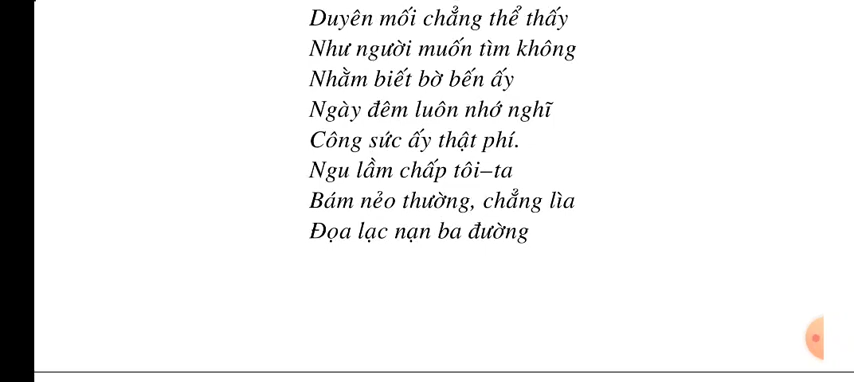 Duyên mối chẳng thể thấy
Như người muốn tìm không
Nhằm biết bờ bến ấy
Ngày đêm luôn nhớ nghĩ
Công sức ấy thật phí.
Ngu lầm chấp tôi–ta
Bám nẻo thường, chẳng lìa
Đọa lạc nạn ba đường